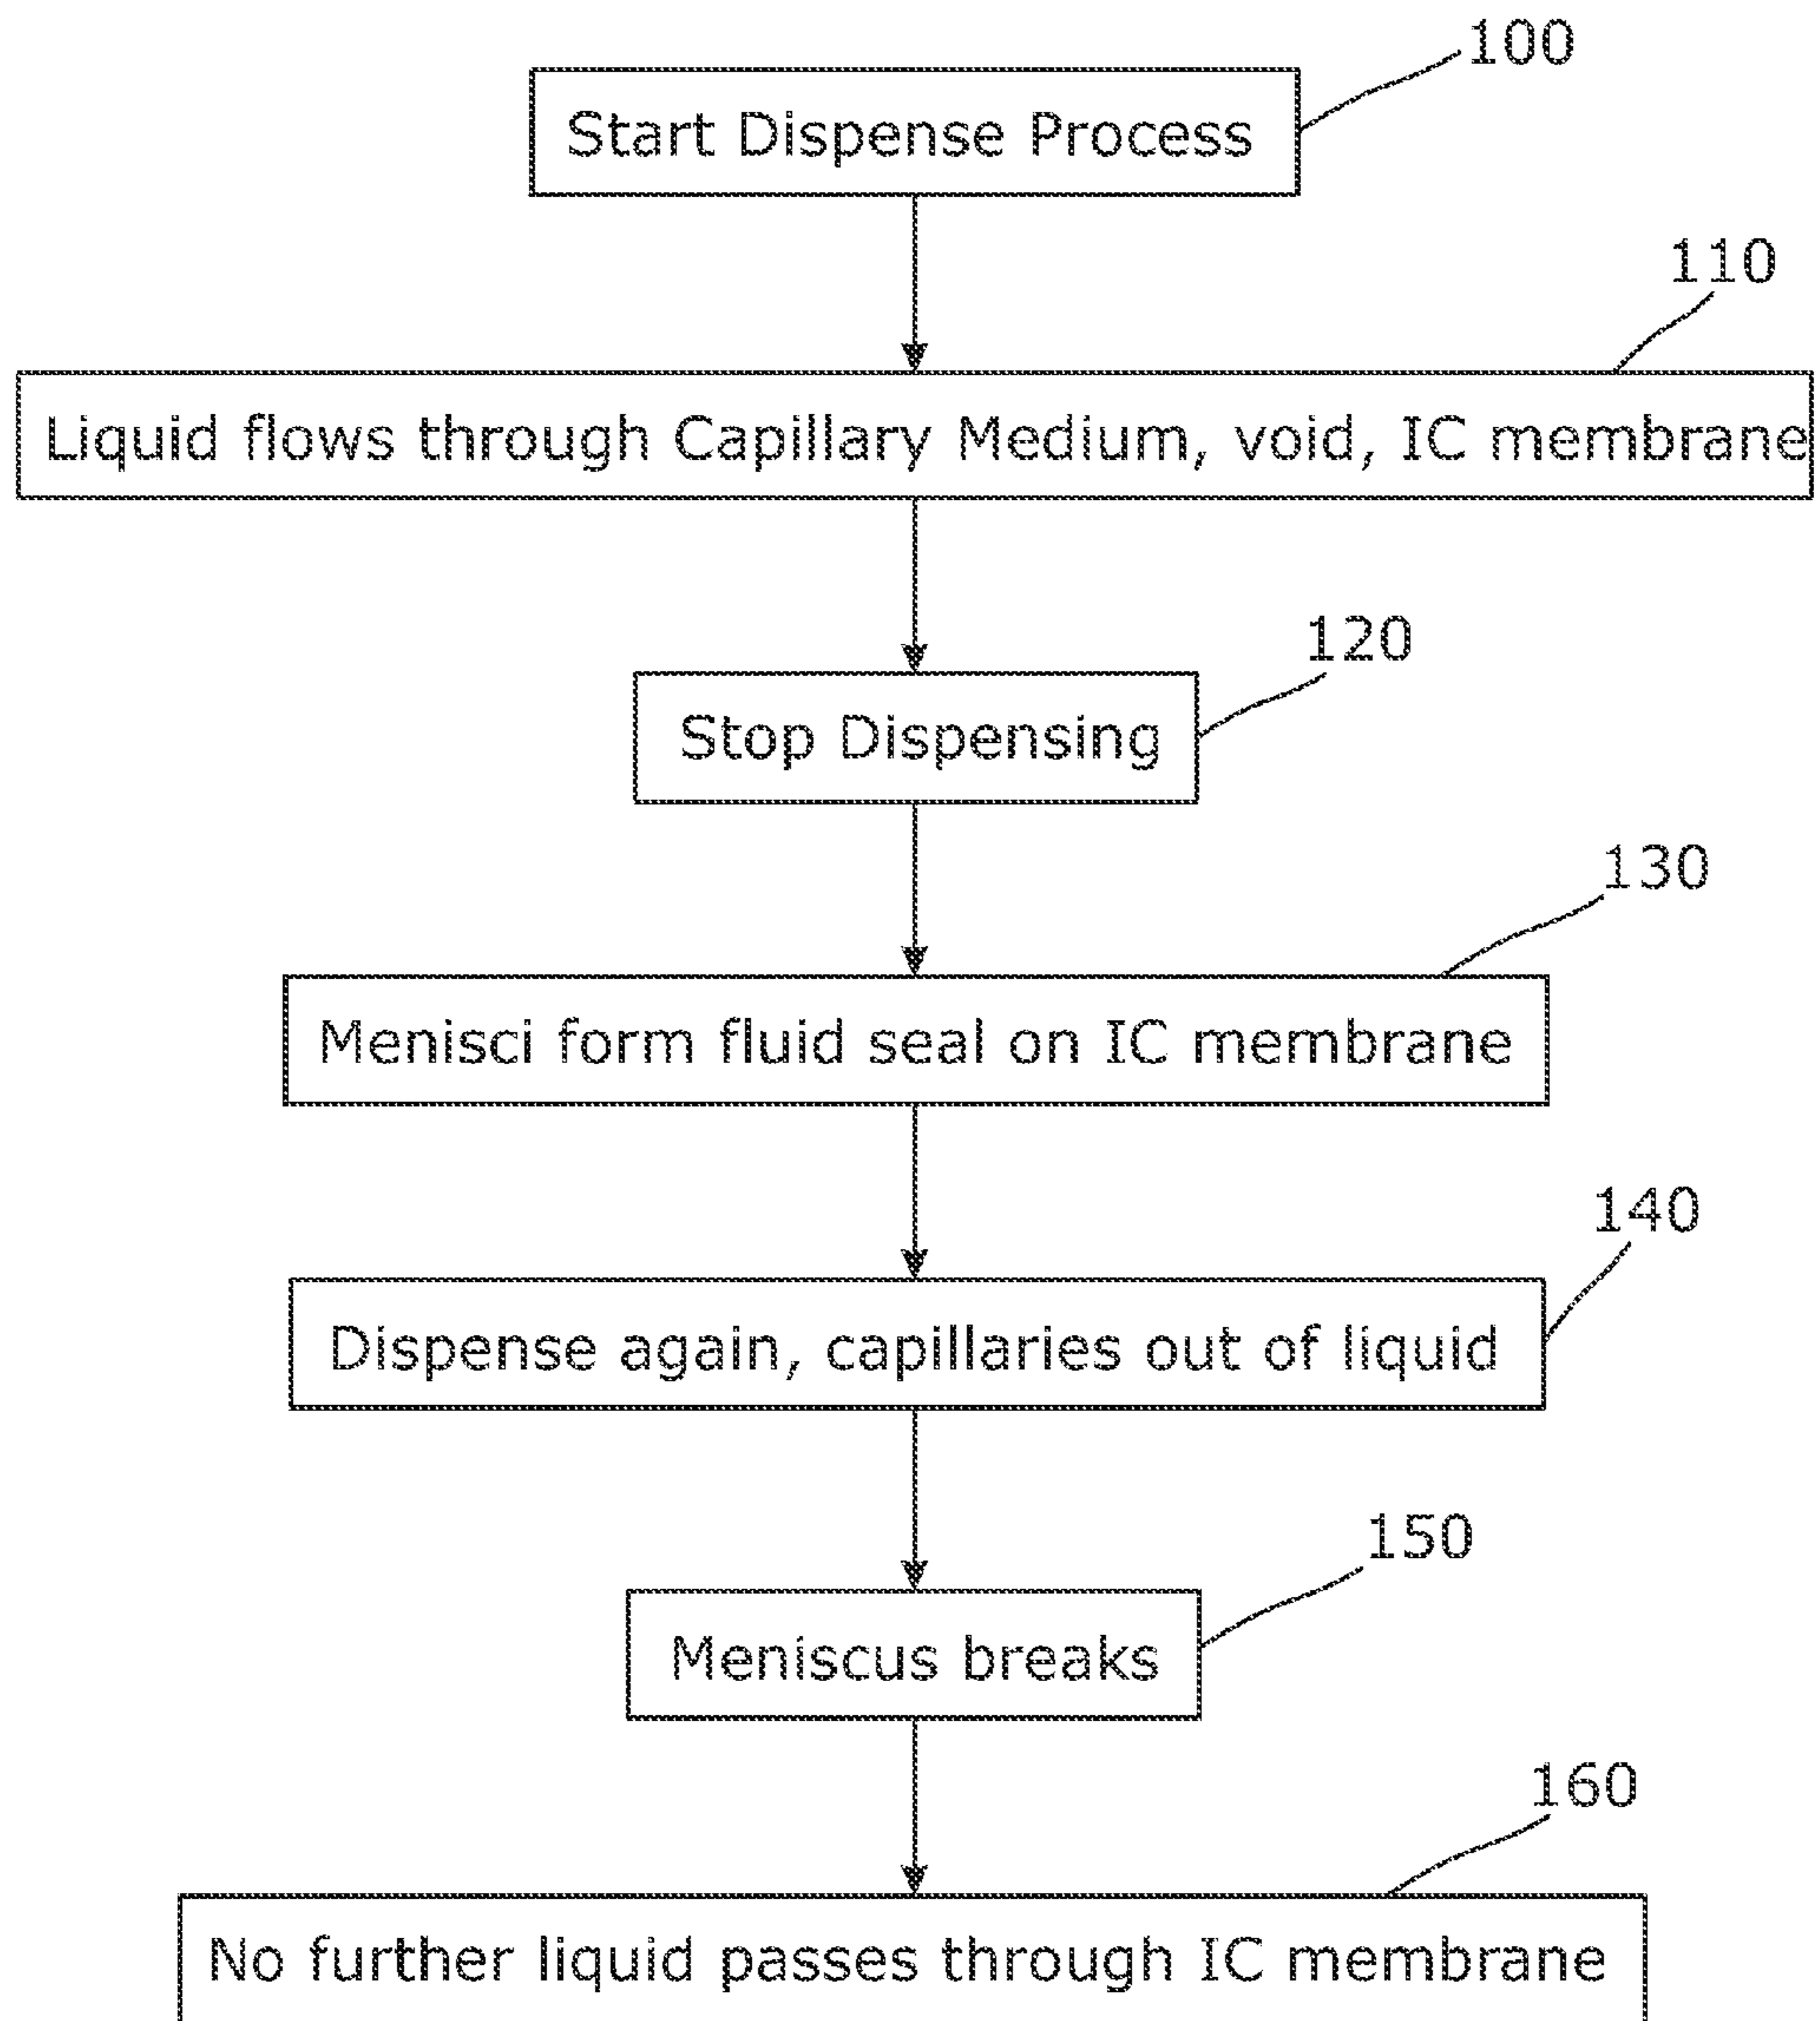 100
Start Dispense Process
110
Liquid flows through Capillary Medium, void, IC membrane
120
Stop Dispensing
130
Menisci form fluid seal on IC membrane
140
Dispense again, capillaries out of liquid
150
Meniscus breaks
160
No further liquid passes through IC membrane